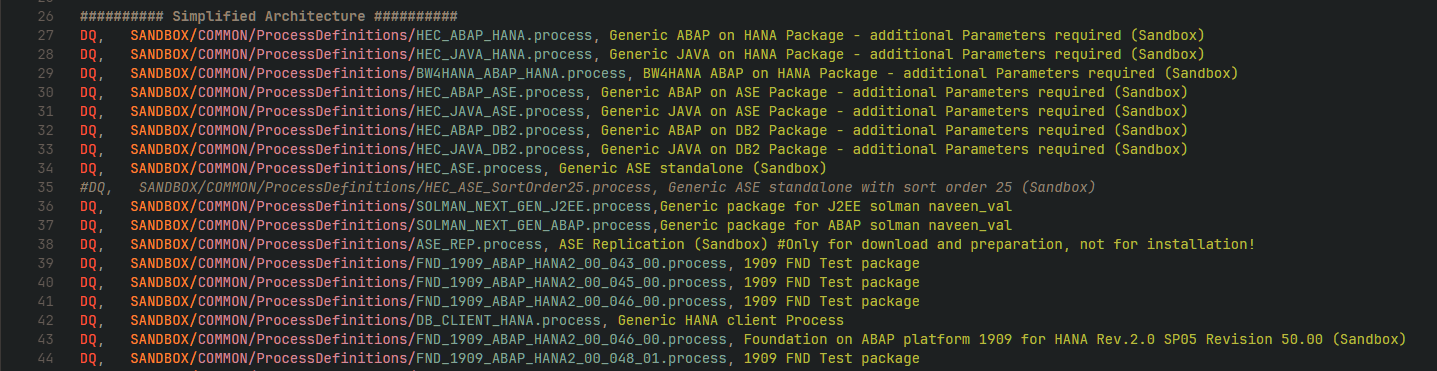 26 ########## Simplified Architecture ##########
27 DQ,   SANDBOX/COMMON/ProcessDefinitions/HEC_ABAP_HANA.process, Generic ABAP on HANA Package - additional Parameters required (Sandbox)
28 DQ,   SANDBOX/COMMON/ProcessDefinitions/HEC_JAVA_HANA.process, Generic JAVA on HANA Package - additional Parameters required (Sandbox)
29 DQ,   SANDBOX/COMMON/ProcessDefinitions/BW4HANA_ABAP_HANA.process, BW4HANA ABAP on HANA Package - additional Parameters required (Sandbox)
30 DQ,   SANDBOX/COMMON/ProcessDefinitions/HEC_ABAP_ASE.process, Generic ABAP on ASE Package - additional Parameters required (Sandbox)
31 DQ,   SANDBOX/COMMON/ProcessDefinitions/HEC_JAVA_ASE.process, Generic JAVA on ASE Package - additional Parameters required (Sandbox)
32 DQ,   SANDBOX/COMMON/ProcessDefinitions/HEC_ABAP_DB2.process, Generic ABAP on DB2 Package - additional Parameters required (Sandbox)
33 DQ,   SANDBOX/COMMON/ProcessDefinitions/HEC_JAVA_DB2.process, Generic JAVA on DB2 Package - additional Parameters required (Sandbox)
34 DQ,   SANDBOX/COMMON/ProcessDefinitions/HEC_ASE.process, Generic ASE standalone (Sandbox)
35 #DQ,   SANDBOX/COMMON/ProcessDefinitions/HEC_ASE_SortOrder25.process, Generic ASE standalone with sort order 25 (Sandbox)
36 DQ,   SANDBOX/COMMON/ProcessDefinitions/SOLMAN_NEXT_GEN_J2EE.process,Generic package for J2EE solman naveen_val
37 DQ,   SANDBOX/COMMON/ProcessDefinitions/SOLMAN_NEXT_GEN_ABAP.process,Generic package for ABAP solman naveen_val
38 DQ,   SANDBOX/COMMON/ProcessDefinitions/ASE_REP.process, ASE Replication (Sandbox) #Only for download and preparation, not for installation!
39 DQ,   SANDBOX/COMMON/ProcessDefinitions/FND_1909_ABAP_HANA2_00_043_00.process, 1909 FND Test package
40 DQ,   SANDBOX/COMMON/ProcessDefinitions/FND_1909_ABAP_HANA2_00_045_00.process, 1909 FND Test package
41 DQ,   SANDBOX/COMMON/ProcessDefinitions/FND_1909_ABAP_HANA2_00_046_00.process, 1909 FND Test package
42 DQ,   SANDBOX/COMMON/ProcessDefinitions/DB_CLIENT_HANA.process, Generic HANA client Process
43 DQ,   SANDBOX/COMMON/ProcessDefinitions/FND_1909_ABAP_HANA2_00_046_00.process, Foundation on ABAP platform 1909 for HANA Rev.2.0 SP05 Revision 50.00 (Sandbox)
44 DQ,   SANDBOX/COMMON/ProcessDefinitions/FND_1909_ABAP_HANA2_00_048_01.process, 1909 FND Test package